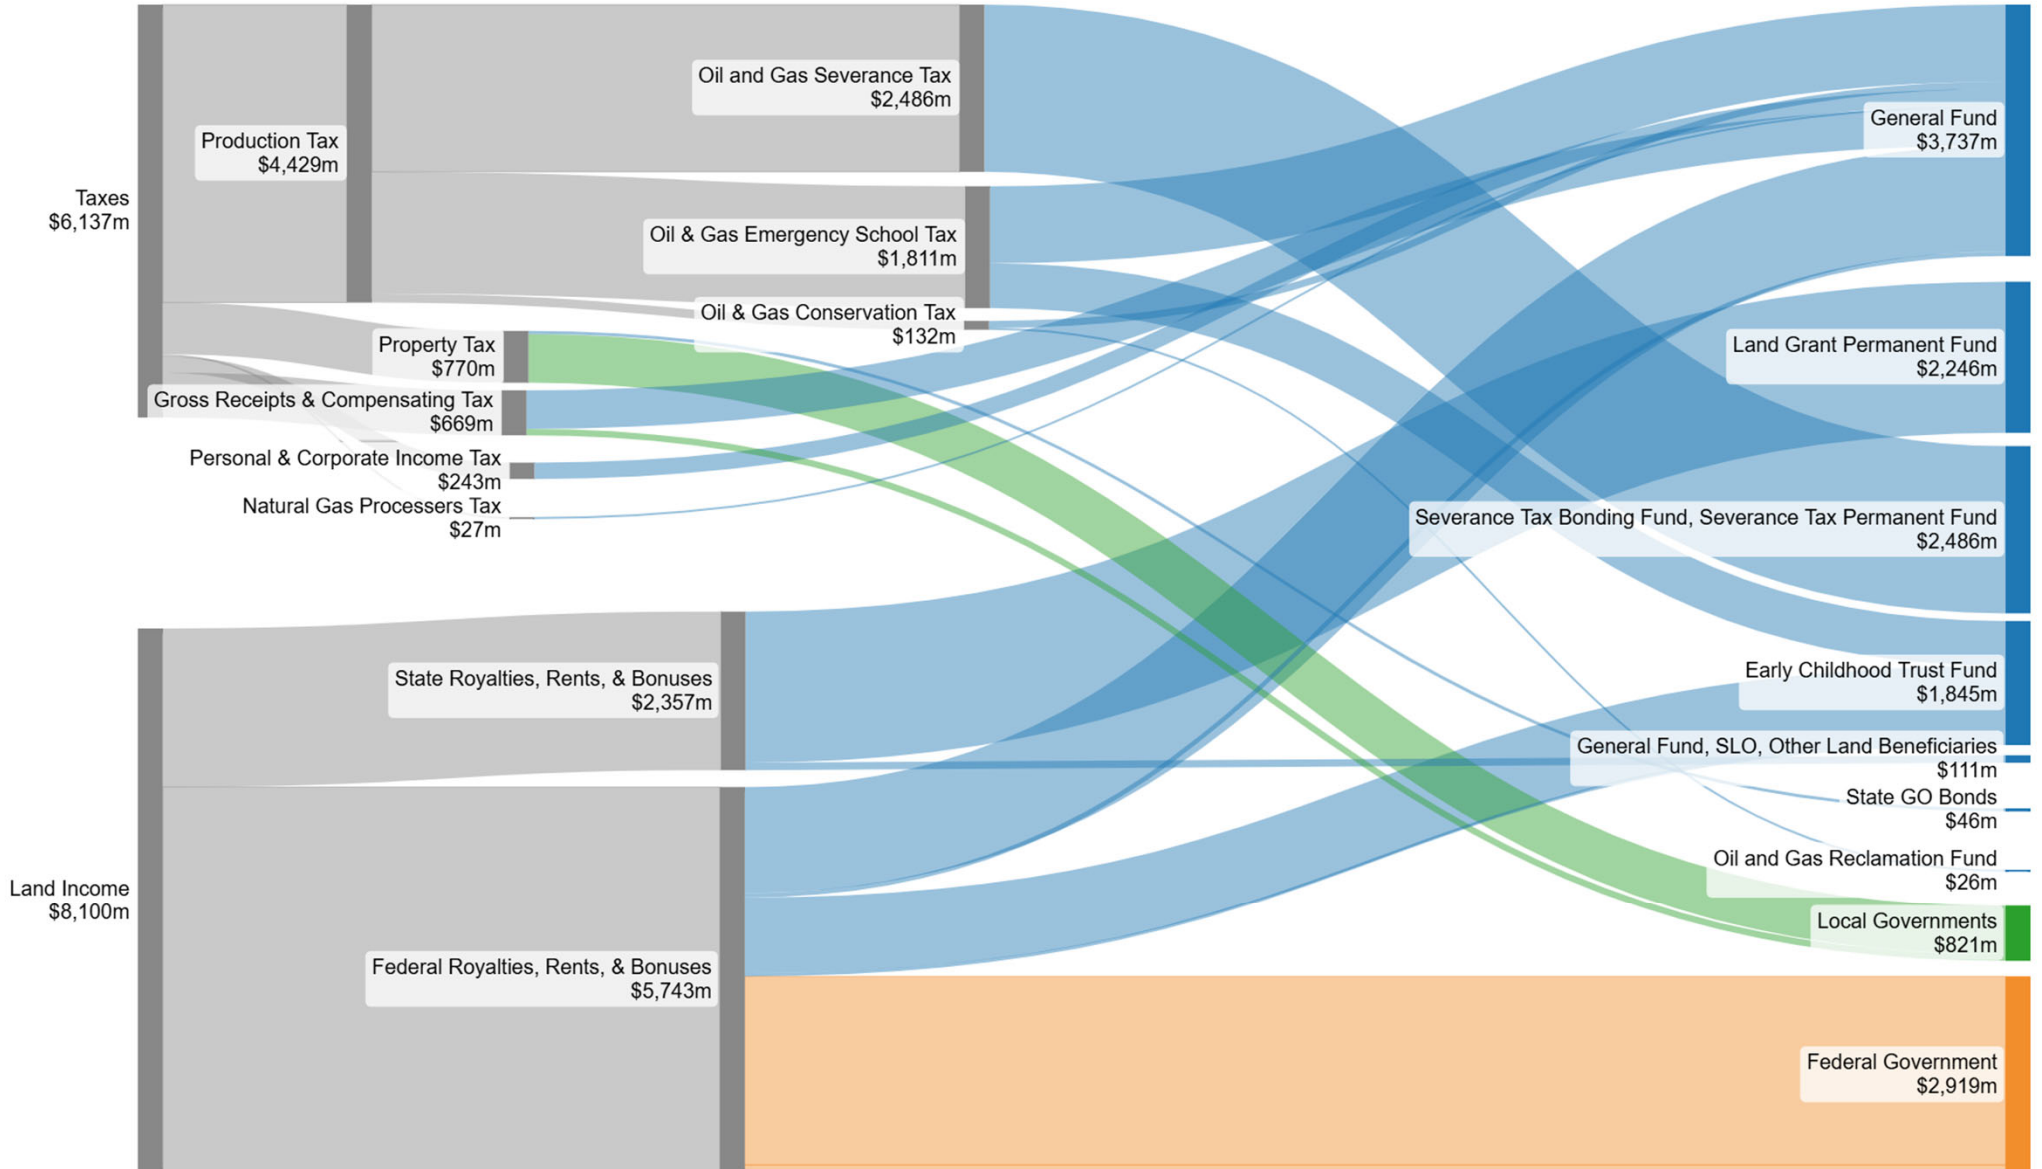 Taxes
$6,137m
Production Tax
$4,429m
Oil and Gas Severance Tax
$2,486m
Oil & Gas Emergency School Tax
$1,811m
Oil & Gas Conservation Tax
$132m
Property Tax
$770m
Gross Receipts & Compensating Tax
$669m
Personal & Corporate Income Tax
$243m
Natural Gas Processers Tax
$27m
Land Income
$8,100m
State Royalties, Rents, & Bonuses
$2,357m
Federal Royalties, Rents, & Bonuses
$5,743m
General Fund
$3,737m
Land Grant Permanent Fund
$2,246m
Severance Tax Bonding Fund, Severance Tax Permanent Fund
$2,486m
Early Childhood Trust Fund
$1,845m
General Fund, SLO, Other Land Beneficiaries
$111m
State GO Bonds
$46m
Oil and Gas Reclamation Fund
$26m
Local Governments
$821m
Federal Government
$2,919m